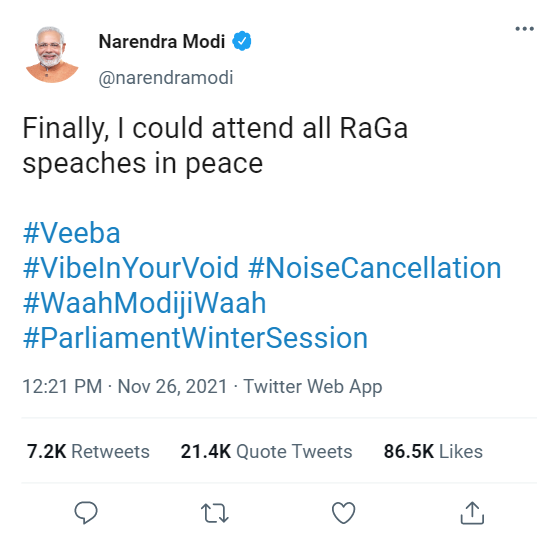 Narendra Modi
@narendramodi
Finally, I could attend all RaGa
speaches in peace
#Veeba
#VibeInYourVoid #NoiseCancellation
#WaahModijiWaah
#ParliamentWinterSession
12:21 PM · Nov 26, 2021 · Twitter Web App
7.2K Retweets 21.4K Quote Tweets 86.5K Likes